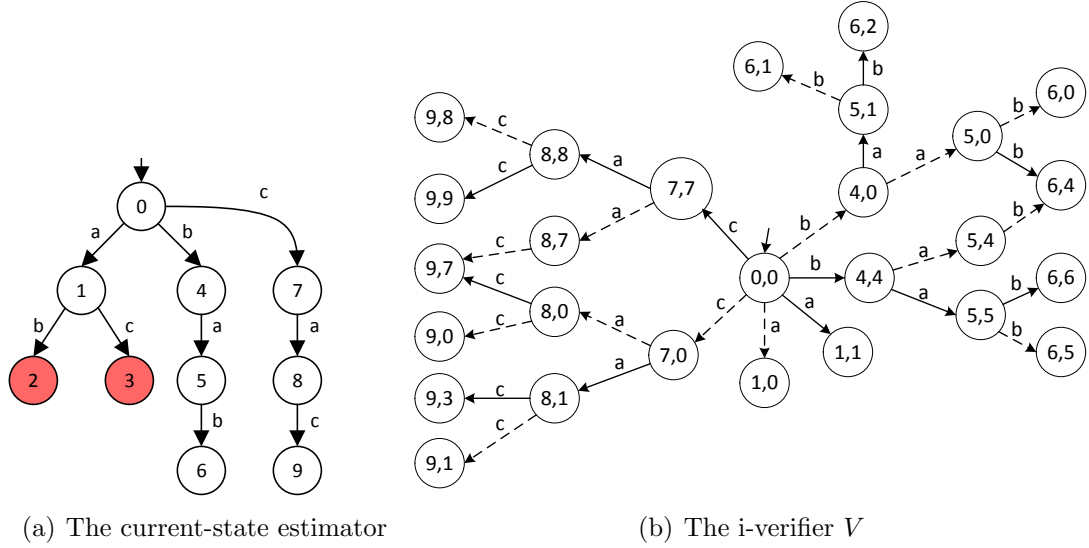 6,2
6,1
b
b
6,0
9,8
c
5,1
b
5,0
8,8
a
b
c
a
a
6,4
9,9
7,7
4,0
c
0
a
b
5,4
a
b
8,7
c
b
c
9,7
0,0
b
4,4
a
6,6
1
4
7
c
8,0
a
b
5,5
b
c
a
a
9,0
c
a
7,0
c
a
a
1,1
b
6,5
2
3
5
8
9,3
c
8,1
a
1,0
b
c
c
9,1
6
9
(a) The current-state estimator
(b) The i-verifier V